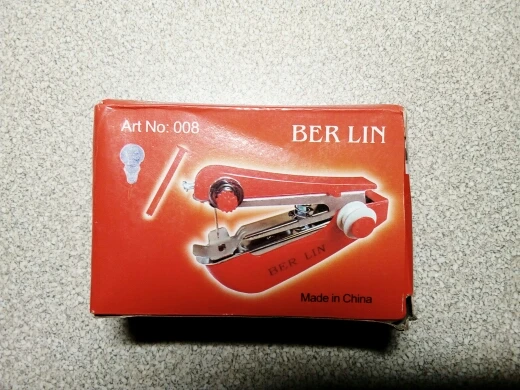 Art No: 008
BER LIN
BER LIN
Made in China